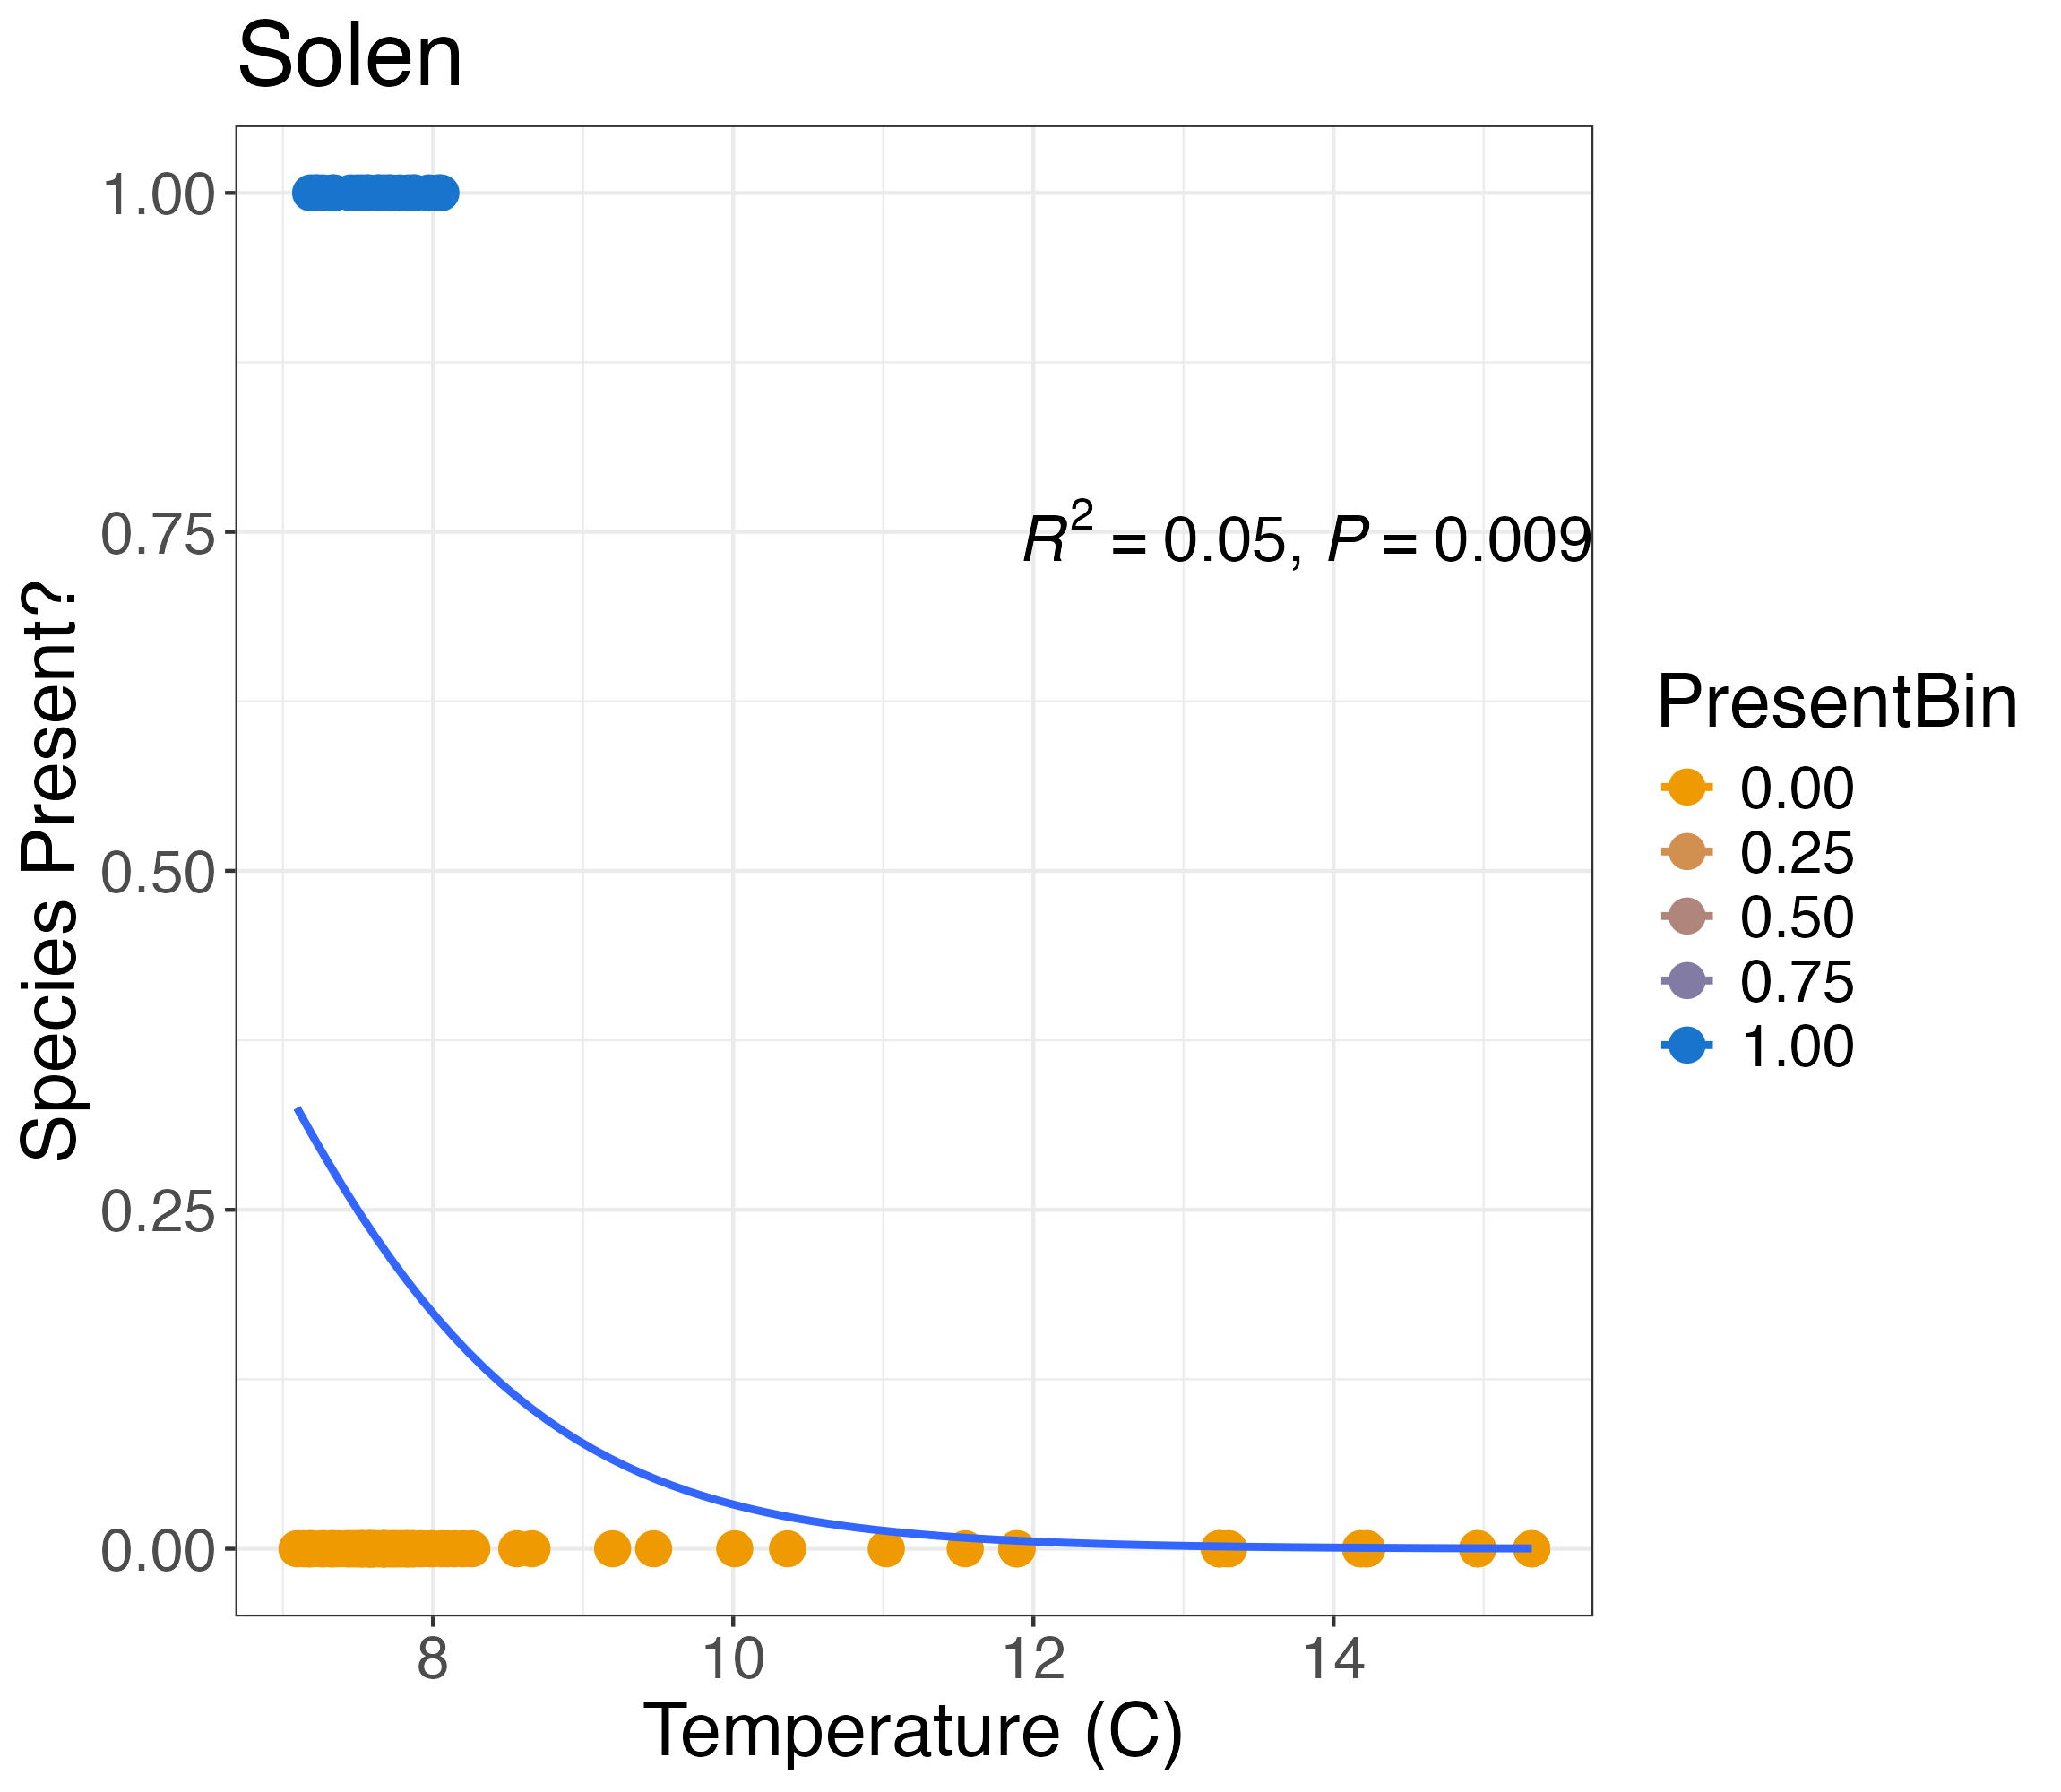 Solen
1.00
0.75
0.50
0.25
0.00
Species Present?
R² = 0.05, P = 0.009
8 10 12 14
Temperature (C)
PresentBin
0.00
0.25
0.50
0.75
1.00